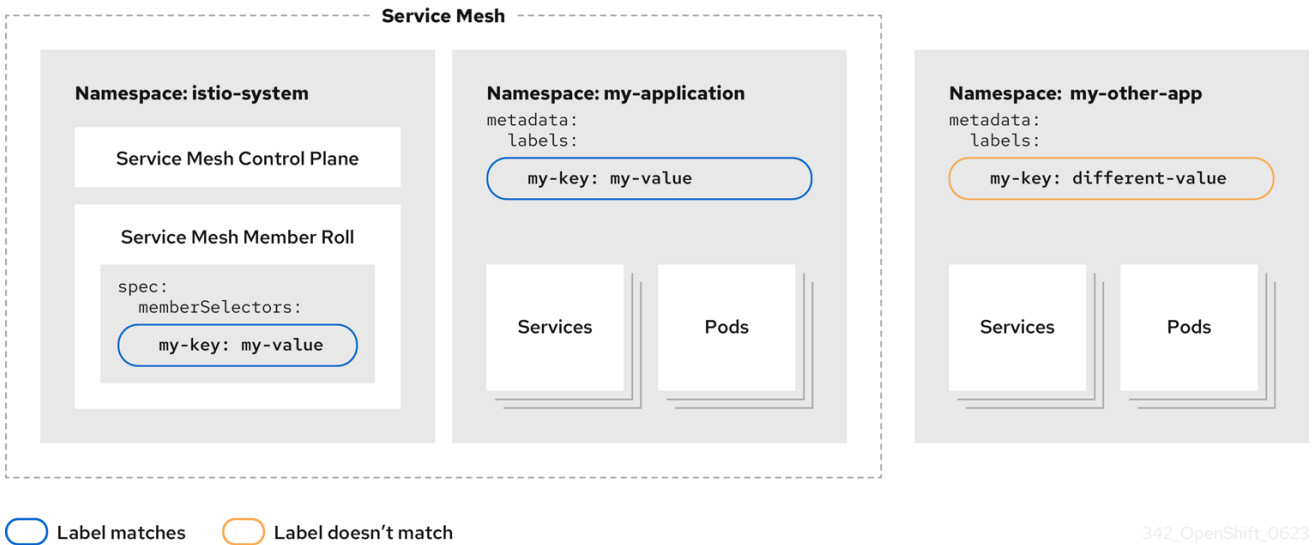 Service Mesh
Namespace: istio-system
Service Mesh Control Plane
Service Mesh Member Roll
spec:
memberSelectors:
my-key: my-value
Namespace: my-application
metadata:
labels:
my-key: my-value
Services
Pods
Namespace: my-other-app
metadata:
labels:
my-key: different-value
Services
Pods
Label matches
Label doesn’t match
342_OpenShift_0623